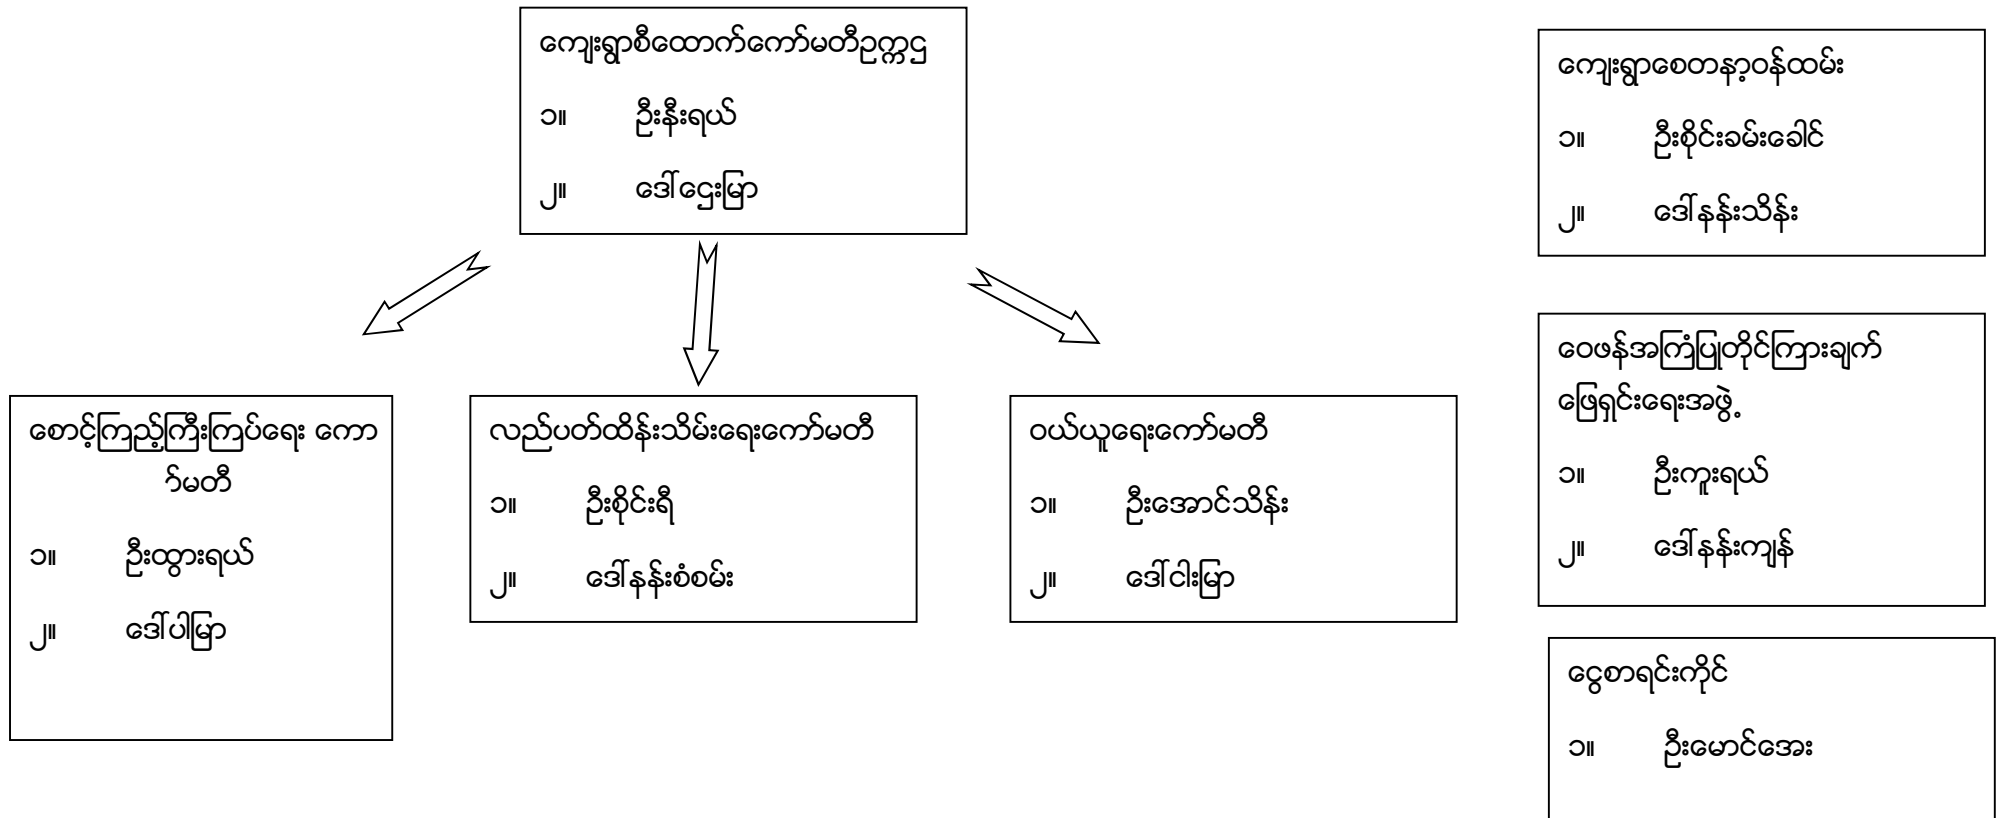 ကျေးရွာစီထောက်ကော်မတီဥက္ကဌ
၁။ ဦးနီးရယ်
၂။ ဒေါ်ဌေးမြာ
စောင့်ကြည့်ကြီးကြပ်ရေး ကော
်မတီ
၁။ ဦးထွားရယ်
၂။ ဒေါ်ပါမြာ
လည်ပတ်ထိန်းသိမ်းရေးကော်မတီ
၁။ ဦးစိုင်းရီ
၂။ ဒေါ်နန်းစံစမ်း
ဝယ်ယူရေးကော်မတီ
၁။ ဦးအောင်သိန်း
၂။ ဒေါ်ငါးမြာ
ကျေးရွာစေတနာ့ဝန်ထမ်း
၁။ ဦးစိုင်းခမ်းခေါင်
၂။ ဒေါ်နန်းသိန်း
ဝေဖန်အကြံပြုတိုင်ကြားချက်
ဖြေရှင်းရေးအဖွဲ့
၁။ ဦးကူးရယ်
၂။ ဒေါ်နန်းကျန်
ငွေစာရင်းကိုင်
၁။ ဦးမောင်အေး